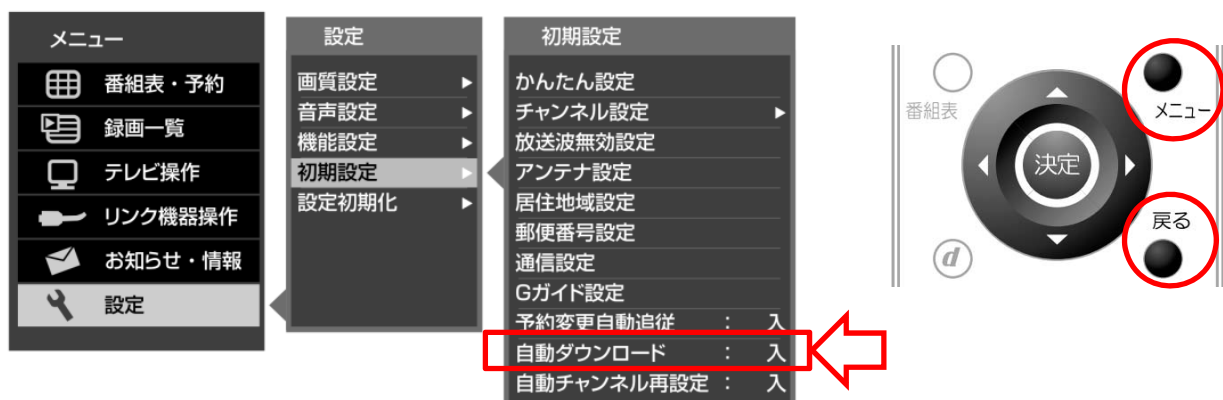 メニュー
番組表・予約
録画一覧
テレビ操作
リンク機器操作
お知らせ・情報
設定
設定
画質設定 ▶
音声設定 ▶
機能設定 ▶
初期設定 ▶
設定初期化 ▶
初期設定
かんたん設定
チャンネル設定 ▶
放送波無効設定
アンテナ設定
居住地域設定
郵便番号設定
通信設定
Gガイド設定
予約変更自動追従 : 入
自動ダウンロード : 入
自動チャンネル再設定 : 入
番組表
メニュー
決定
戻る
d